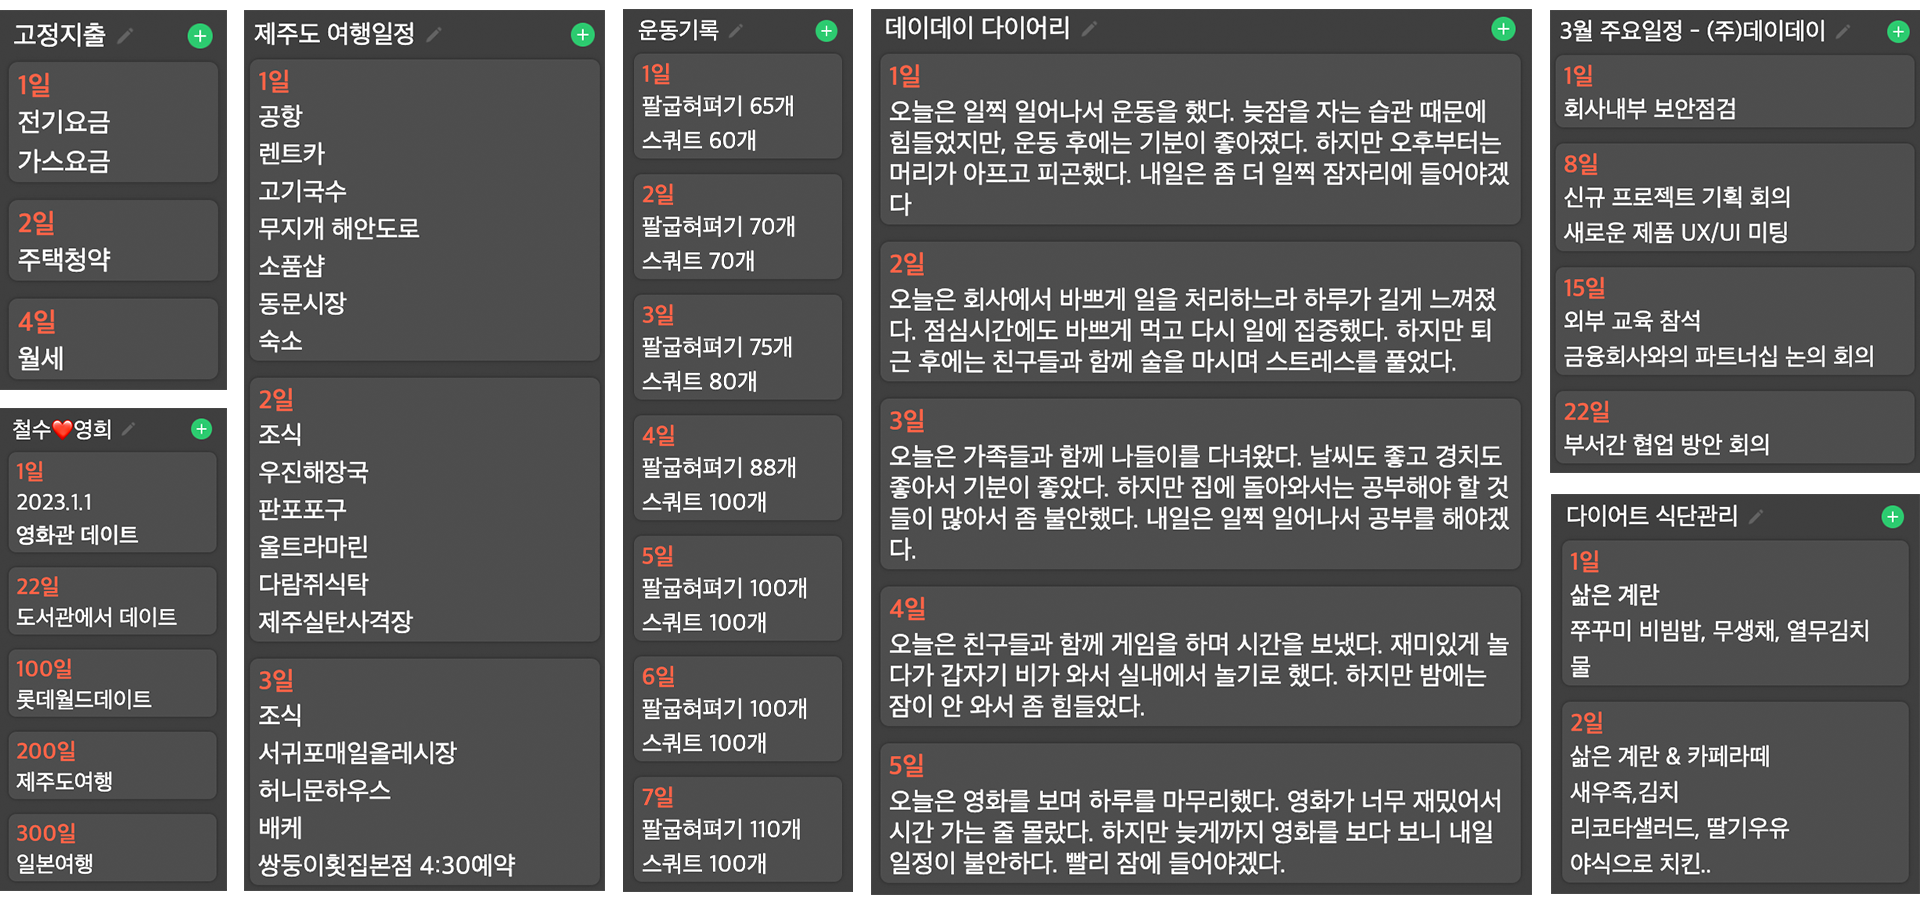 고정지출
1일
전기요금
가스요금
2일
주택청약
4일
월세
철수❤️영희
1일
2023.1.1
영화관 데이트
22일
도서관에서 데이트
100일
롯데월드데이트
200일
제주도여행
300일
일본여행
제주도 여행일정
1일
공항
렌트카
고기국수
무지개 해안도로
소품샵
동문시장
숙소
2일
조식
우진해장국
판포포구
울트라마린
다람쥐식탁
제주실탄사격장
3일
조식
서귀포매일올레시장
허니문하우스
배케
쌍둥이횟집본점 4:30예약
운동기록
1일
팔굽혀펴기 65개
스쿼트 60개
2일
팔굽혀펴기 70개
스쿼트 70개
3일
팔굽혀펴기 75개
스쿼트 80개
4일
팔굽혀펴기 88개
스쿼트 100개
5일
팔굽혀펴기 100개
스쿼트 100개
6일
팔굽혀펴기 100개
스쿼트 100개
7일
팔굽혀펴기 110개
스쿼트 100개
데이데이 다이어리
1일
오늘은 일찍 일어나서 운동을 했다. 늦잠을 자는 습관 때문에
힘들었지만, 운동 후에는 기분이 좋아졌다. 하지만 오후부터는
머리가 아프고 피곤했다. 내일은 좀 더 일찍 잠자리에 들어야겠
다
2일
오늘은 회사에서 바쁘게 일을 처리하느라 하루가 길게 느껴졌
다. 점심시간에도 바쁘게 먹고 다시 일에 집중했다. 하지만 퇴
근 후에는 친구들과 함께 술을 마시며 스트레스를 풀었다.
3일
오늘은 가족들과 함께 나들이를 다녀왔다. 날씨도 좋고 경치도
좋아서 기분이 좋았다. 하지만 집에 돌아와서는 공부해야 할 것
들이 많아서 좀 불안했다. 내일은 일찍 일어나서 공부를 해야겠
다.
4일
오늘은 친구들과 함께 게임을 하며 시간을 보냈다. 재미있게 놀
다가 갑자기 비가 와서 실내에서 놀기로 했다. 하지만 밤에는
잠이 안 와서 좀 힘들었다.
5일
오늘은 영화를 보며 하루를 마무리했다. 영화가 너무 재밌어서
시간 가는 줄 몰랐다. 하지만 늦게까지 영화를 보다 보니 내일
일정이 불안하다. 빨리 잠에 들어야겠다.
3월 주요일정 - (주)데이데이
1일
회사내부 보안점검
8일
신규 프로젝트 기획 회의
새로운 제품 UX/UI 미팅
15일
외부 교육 참석
금융회사와의 파트너십 논의 회의
22일
부서간 협업 방안 회의
다이어트 식단관리
1일
삶은 계란
쭈꾸미 비빔밥, 무생채, 열무김치
물
2일
삶은 계란 & 카페라떼
새우죽,김치
리코타샐러드, 딸기우유
야식으로 치킨..